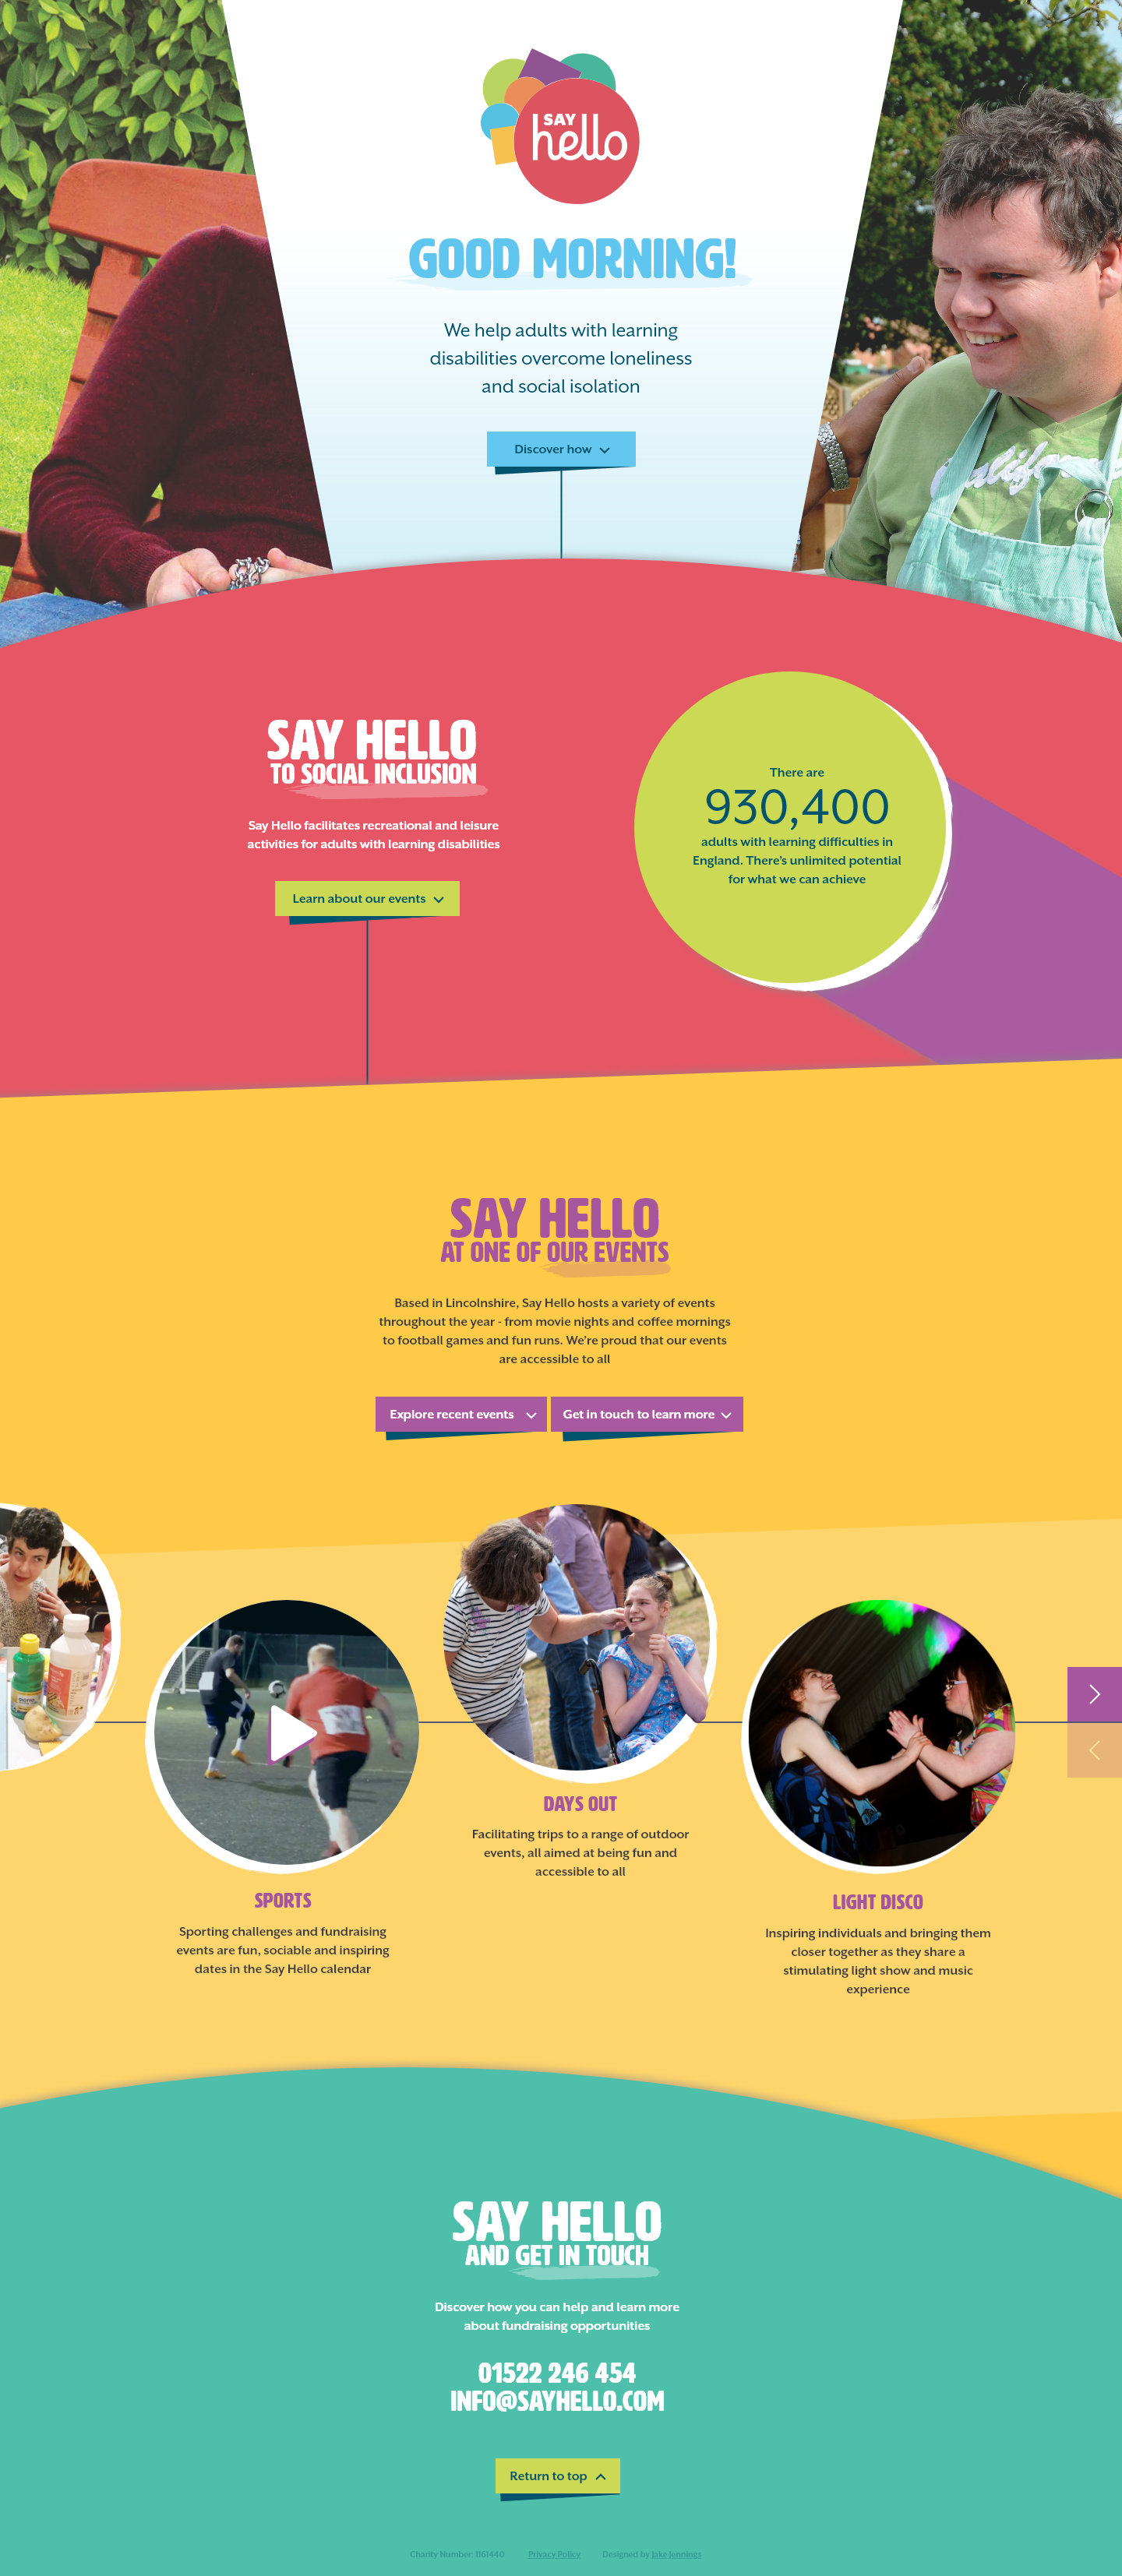 SAY
hello
GOOD MORNING!
We help adults with learning
disabilities overcome loneliness
and social isolation
Discover how
SAY HELLO
TO SOCIAL INCLUSION
Say Hello facilitates recreational and leisure
activities for adults with learning disabilities
Learn about our events
There are
930,400
adults with learning difficulties in
England. There's unlimited potential
for what we can achieve
SAY HELLO
AT ONE OF OUR EVENTS
Based in Lincolnshire, Say Hello hosts a variety of events
throughout the year - from movie nights and coffee mornings
to football games and fun runs. We're proud that our events
are accessible to all
Explore recent events
Get in touch to learn more
DAYS OUT
Facilitating trips to a range of outdoor
events, all aimed at being fun and
accessible to all
SPORTS
Sporting challenges and fundraising
events are fun, sociable and inspiring
dates in the Say Hello calendar
LIGHT DISCO
Inspiring individuals and bringing them
closer together as they share a
stimulating light show and music
experience
SAY HELLO
AND GET IN TOUCH
Discover how you can help and learn more
about fundraising opportunities
01522 246 454
INFO@SAYHELLO.COM
Return to top
Charity Number: 1161440 Privacy Policy Designed by Jake Jennings